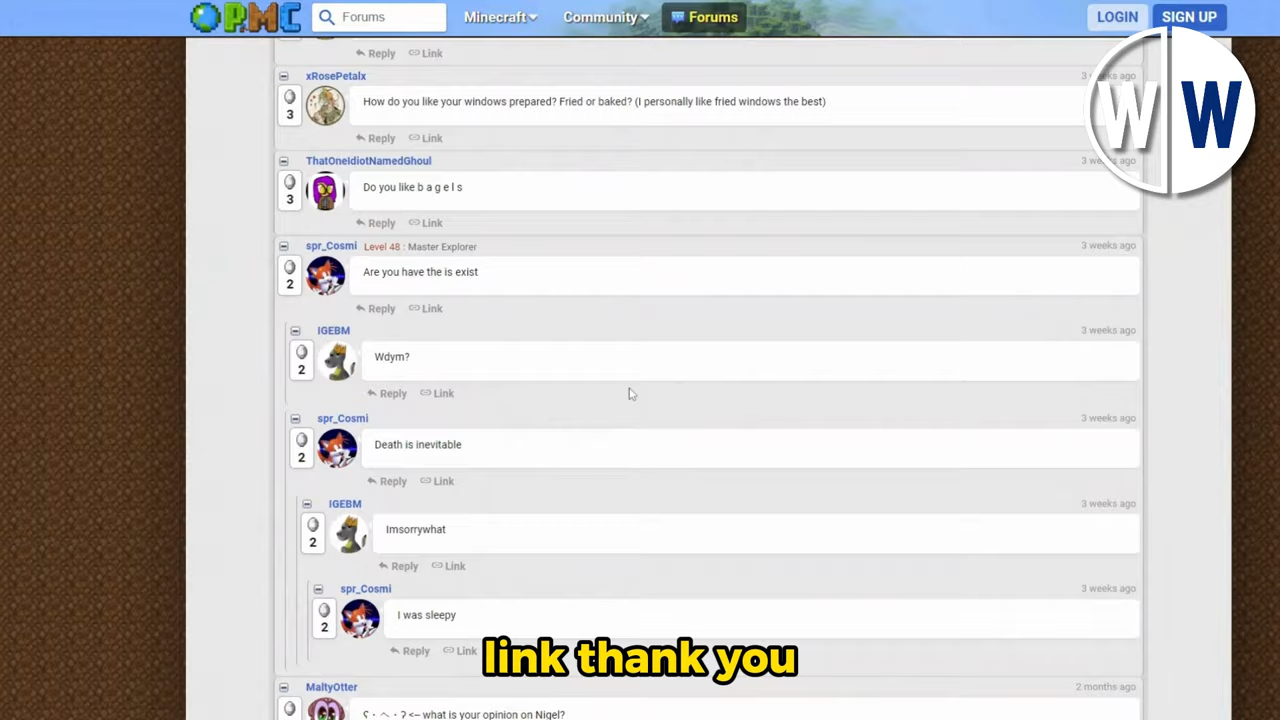 PMC
Forums
Minecraft
Community
Forums
LOGIN
SIGN UP
Reply
Link
xRosePetalx
3 weeks ago
3
How do you like your windows prepared? Fried or baked? (I personally like fried windows the best)
Reply
Link
W W
ThatOneIdiotNamedGhoul
3 weeks ago
3
Do you like b a g e l s
Reply
Link
spr_Cosmi Level 48 : Master Explorer
3 weeks ago
2
Are you have the is exist
Reply
Link
IGEBM
3 weeks ago
2
Wdym?
Reply
Link
spr_Cosmi
3 weeks ago
2
Death is inevitable
Reply
Link
IGEBM
3 weeks ago
2
Imsorrywhat
Reply
Link
spr_Cosmi
3 weeks ago
2
I was sleepy
Reply
Link
link thank you
MaltyOtter
2 months ago
ʕ・へ・ʔ <-- what is your opinion on Nigel?